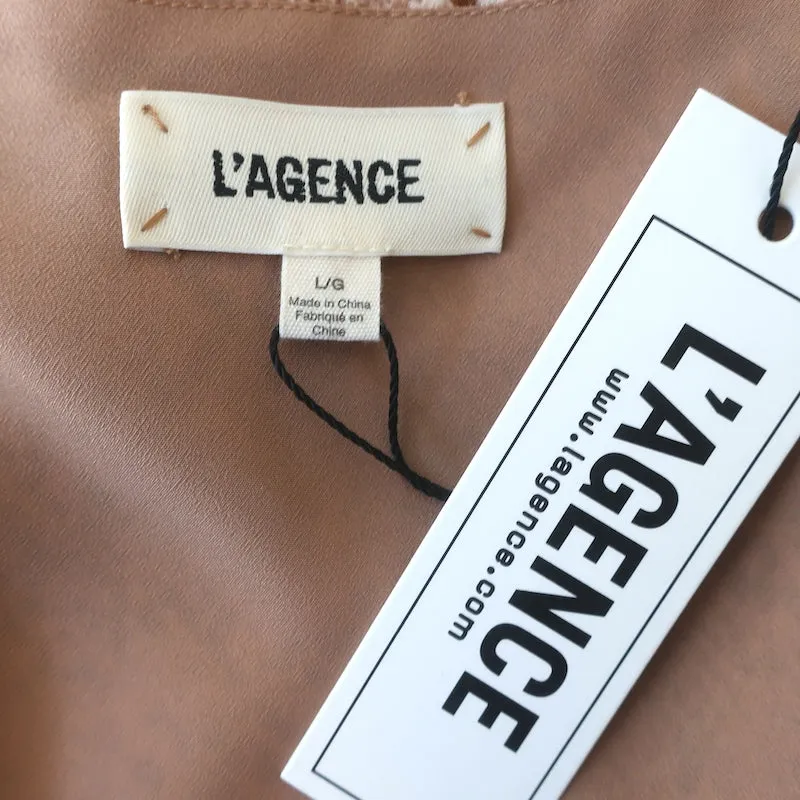 L'AGENCE
L/G
Made in China
Fabriqué en
Chine
L'AGENCE
www.lagence.com